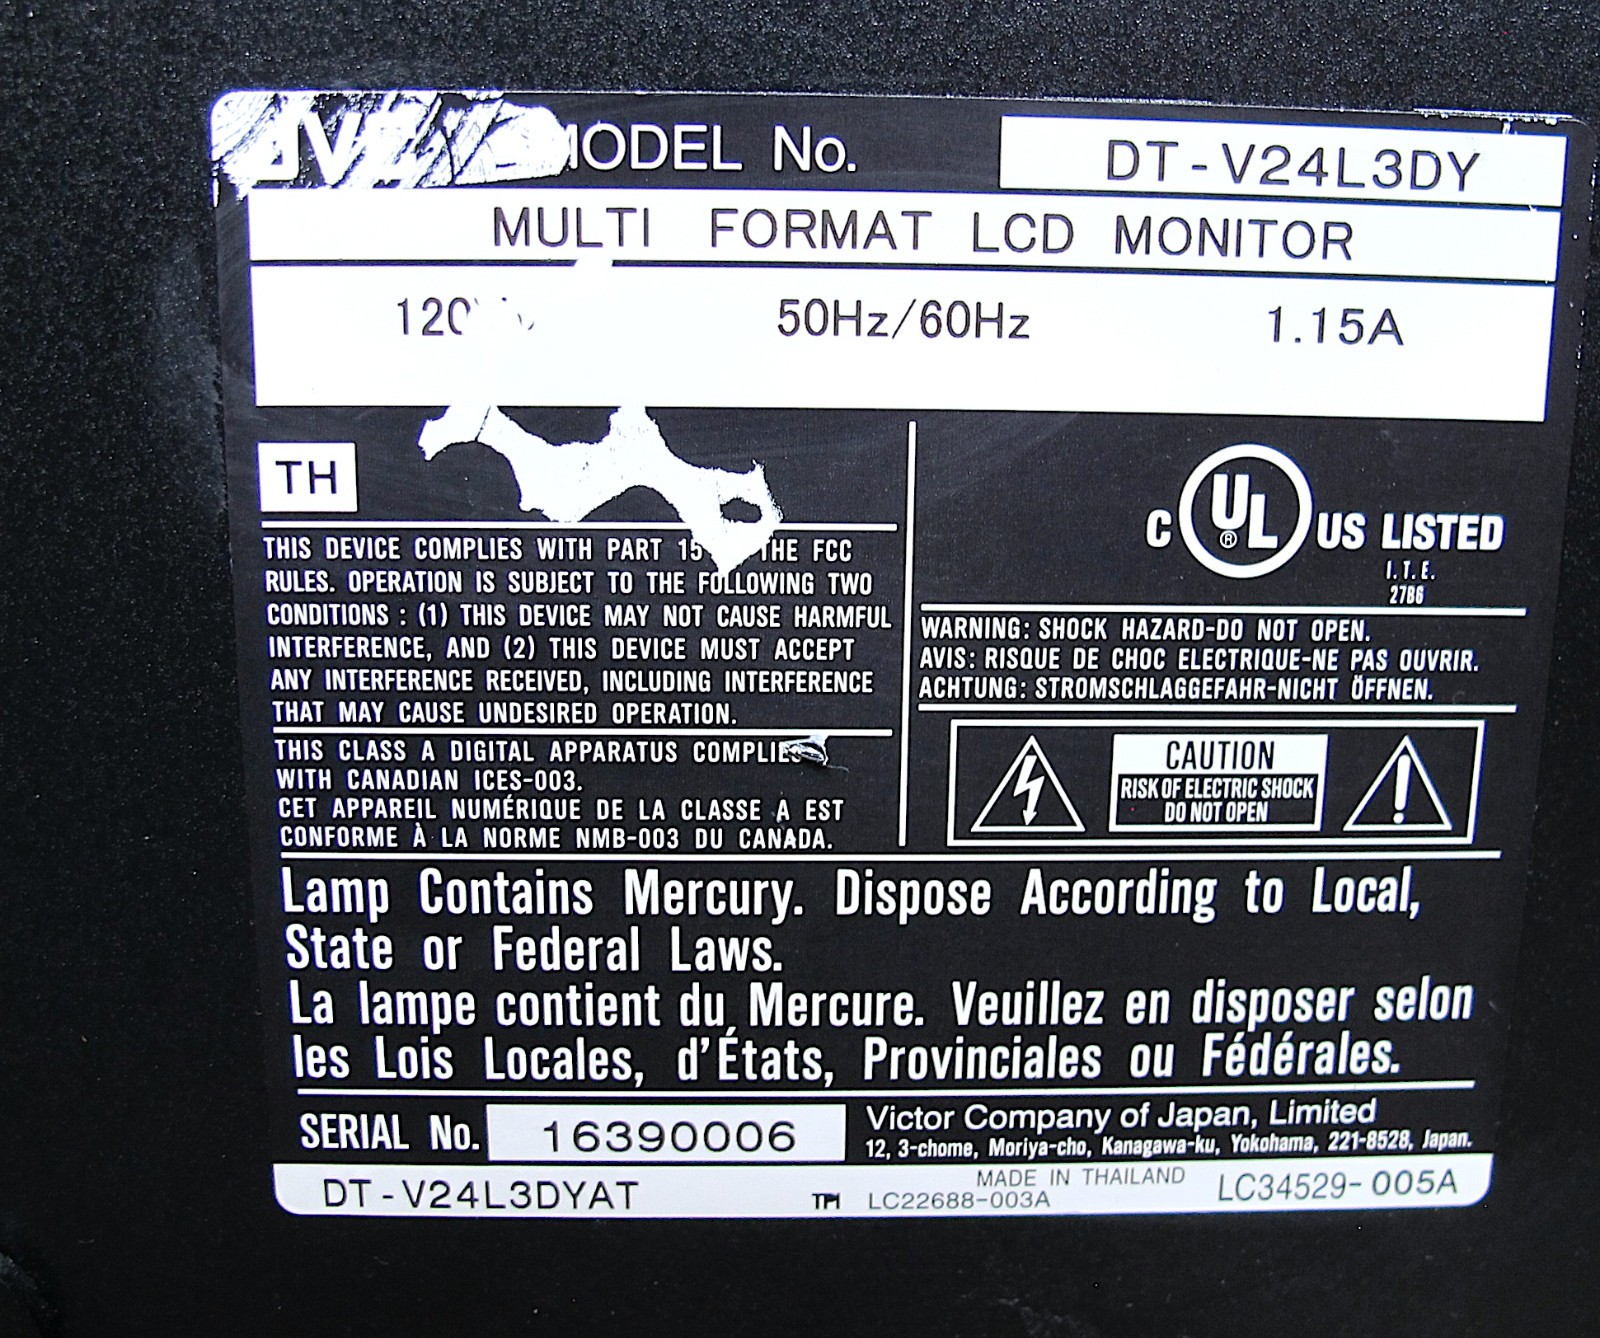 JVC MODEL No. DT-V24L3DY
MULTI FORMAT LCD MONITOR
120 50Hz/60Hz 1.15A
TH
THIS DEVICE COMPLIES WITH PART 15 THE FCC
RULES. OPERATION IS SUBJECT TO THE FOLLOWING TWO
CONDITIONS : (1) THIS DEVICE MAY NOT CAUSE HARMFUL
INTERFERENCE, AND (2) THIS DEVICE MUST ACCEPT
ANY INTERFERENCE RECEIVED, INCLUDING INTERFERENCE
THAT MAY CAUSE UNDESIRED OPERATION.
THIS CLASS A DIGITAL APPARATUS COMPLIES
WITH CANADIAN ICES-003.
CET APPAREIL NUMÉRIQUE DE LA CLASSE A EST
CONFORME À LA NORME NMB-003 DU CANADA.
C UL ® US LISTED
I.T.E.
27B6
WARNING: SHOCK HAZARD-DO NOT OPEN.
AVIS: RISQUE DE CHOC ELECTRIQUE-NE PAS OUVRIR.
ACHTUNG: STROMSCHLAGGEFAHR-NICHT ÖFFNEN.
CAUTION
RISK OF ELECTRIC SHOCK
DO NOT OPEN
Lamp Contains Mercury. Dispose According to Local,
State or Federal Laws.
La lampe contient du Mercure. Veuillez en disposer selon
les Lois Locales, d'États, Provinciales ou Fédérales.
SERIAL No. 16390006
Victor Company of Japan, Limited
12, 3-chome, Moriya-cho, Kanagawa-ku, Yokohama, 221-8528, Japan.
DT-V24L3DYAT
MADE IN THAILAND
TPI LC22688-003A
LC34529-005A